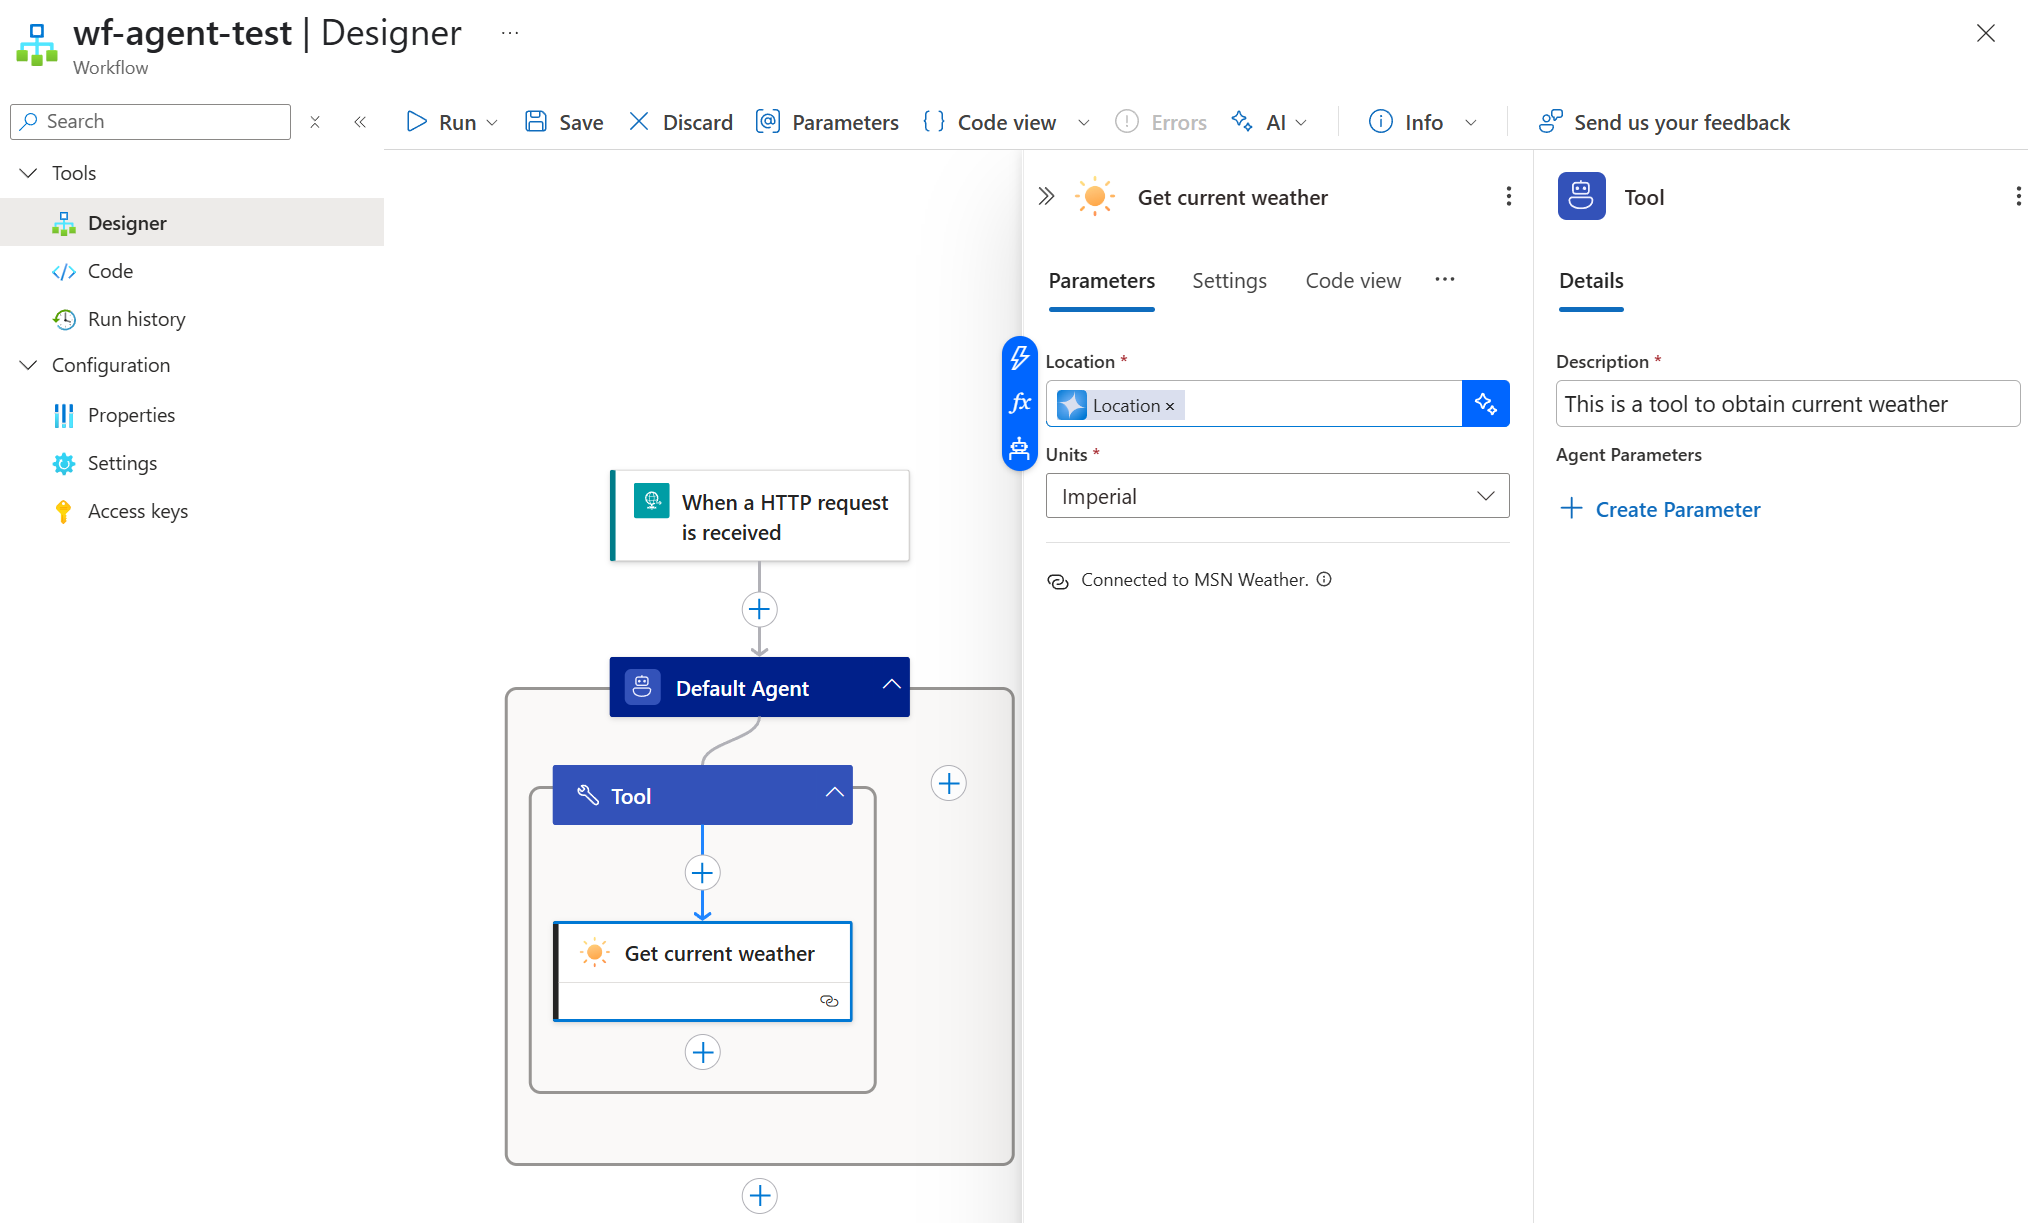 wf-agent-test | Designer ...
Workflow
Search
Run
Save
Discard
Parameters
Code view
Errors
AI
Info
Send us your feedback
Tools
Designer
Code
Run history
Configuration
Properties
Settings
Access keys
When a HTTP request
is received
Default Agent
Tool
Get current weather
Get current weather
Parameters
Settings
Code view
...
fx
Location *
Location ×
Units *
Imperial
Connected to MSN Weather.
Tool
Details
Description *
This is a tool to obtain current weather
Agent Parameters
Create Parameter